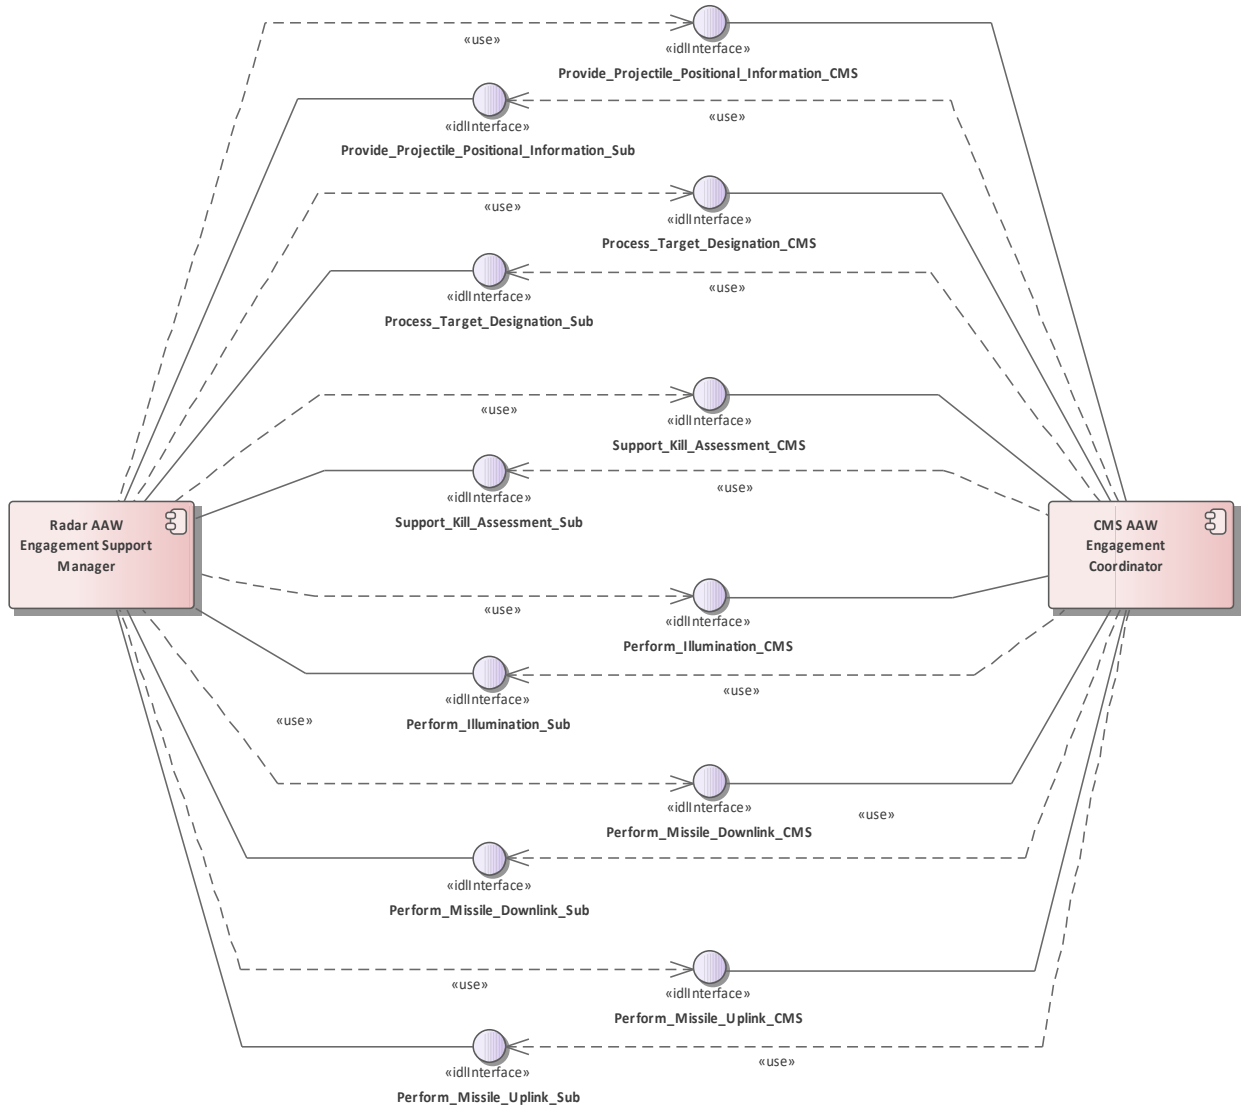 «use»
«idlInterface»
Provide_Projectile_Positional_Information_CMS
«use»
«idlInterface»
Provide_Projectile_Positional_Information_Sub
«use»
«idlInterface»
Process_Target_Designation_CMS
«use»
«idlInterface»
Process_Target_Designation_Sub
«use»
«idlInterface»
Support_Kill_Assessment_CMS
«use»
«idlInterface»
Support_Kill_Assessment_Sub
Radar AAW
Engagement Support
Manager
CMS AAW
Engagement
Coordinator
«use»
«idlInterface»
Perform_Illumination_CMS
«use»
«idlInterface»
Perform_Illumination_Sub
«use»
«idlInterface»
Perform_Missile_Downlink_CMS
«use»
«idlInterface»
Perform_Missile_Downlink_Sub
«use»
«idlInterface»
Perform_Missile_Uplink_CMS
«use»
«idlInterface»
Perform_Missile_Uplink_Sub